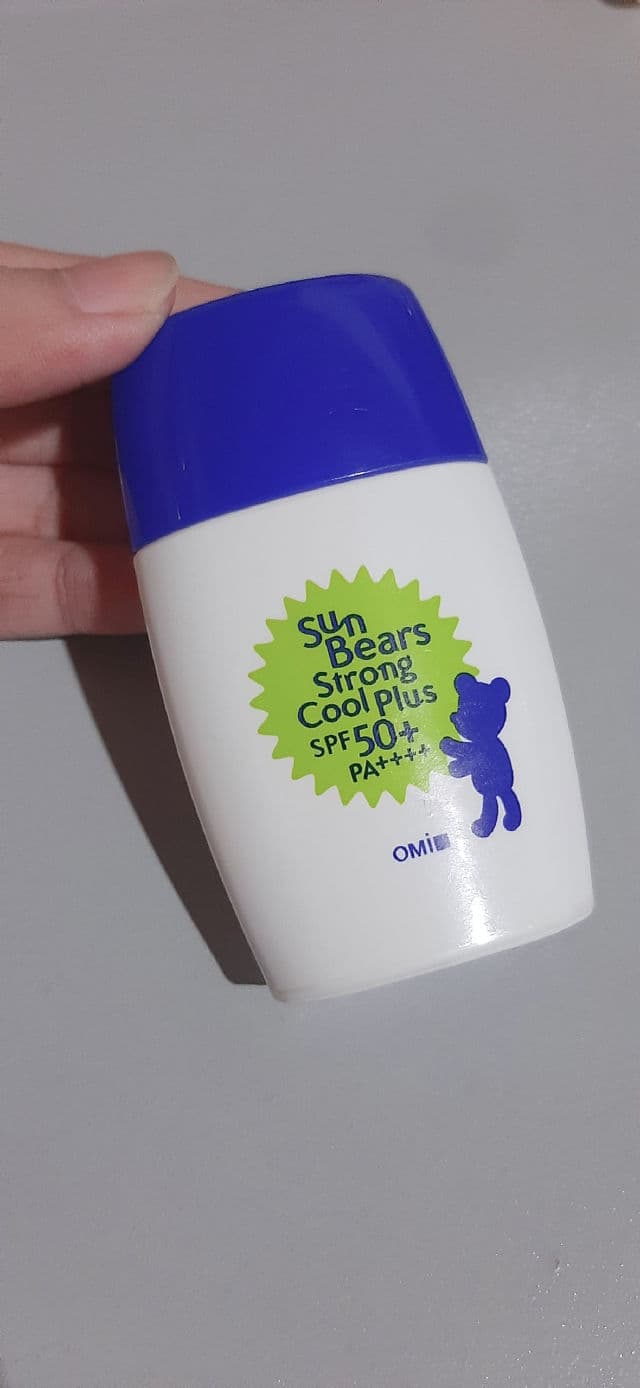 Sun
Bears
Strong
Cool Plus
SPF50+
PA++++
OMi